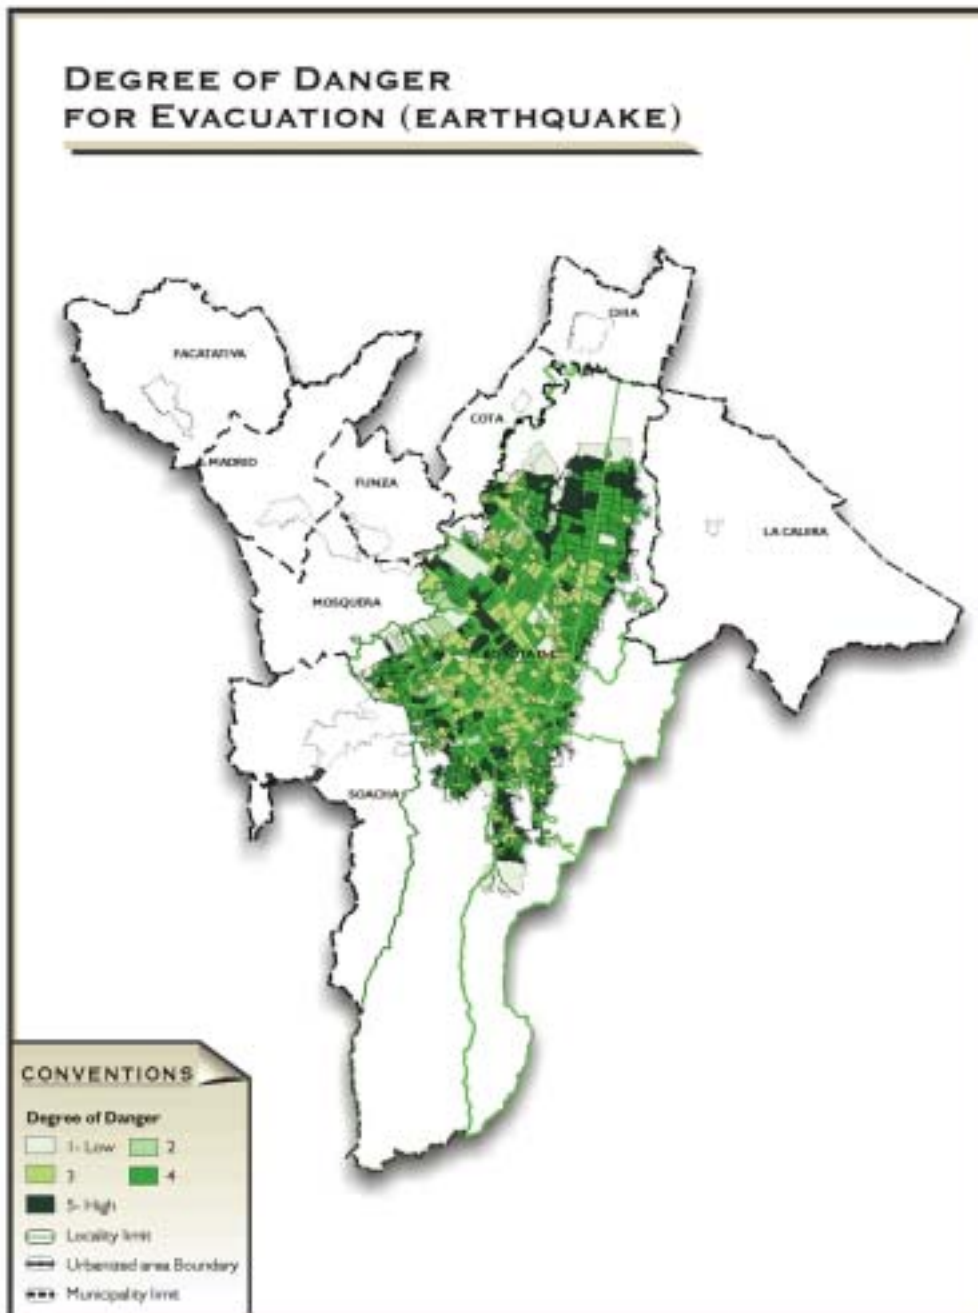 DEGREE OF DANGER
FOR EVACUATION (EARTHQUAKE)
CHIA
FACATATIVA
COTA
MADRID
FUNZA
LA CALERA
MOSQUERA
SOACHA
CONVENTIONS
Degree of Danger
1- Low 2
3 4
5- High
Locality limit
Urbanized area Boundary
Municipality limit